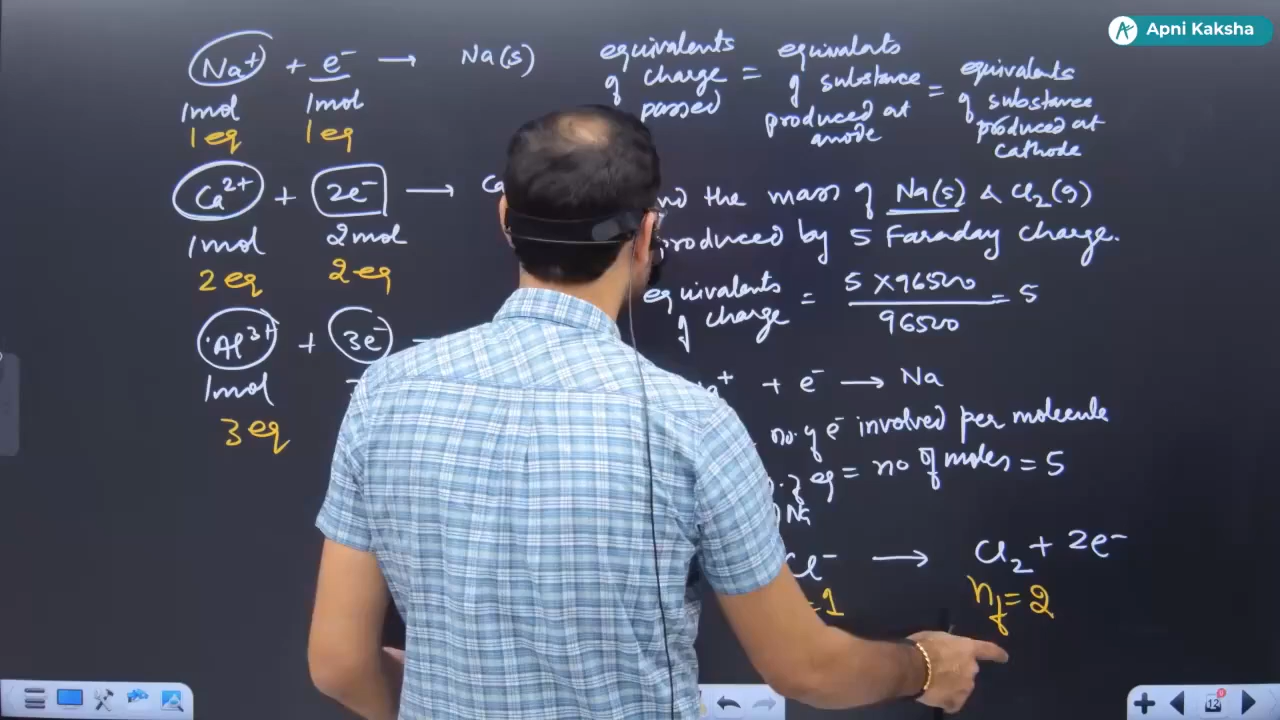 Apni Kaksha
Na⁺ + e⁻ → Na(s)
1mol 1mol
1eq 1eq
Ca²⁺ + 2e⁻ →
1mol 2mol
2eq 2eq
Al³⁺ + 3e⁻
1mol
3eq
equivalents of charge passed = equivalents of substance produced at anode = equivalents of substance produced at cathode
the mass of Na(s) & Cl₂(g)
produced by 5 Faraday charge.
equivalents of charge = 5 × 96500 / 96500 = 5
+ e⁻ → Na
no. of e⁻ involved per molecule
eq = no of moles = 5
Na
Cl⁻ → Cl₂ + 2e⁻
=1 nf = 2
12